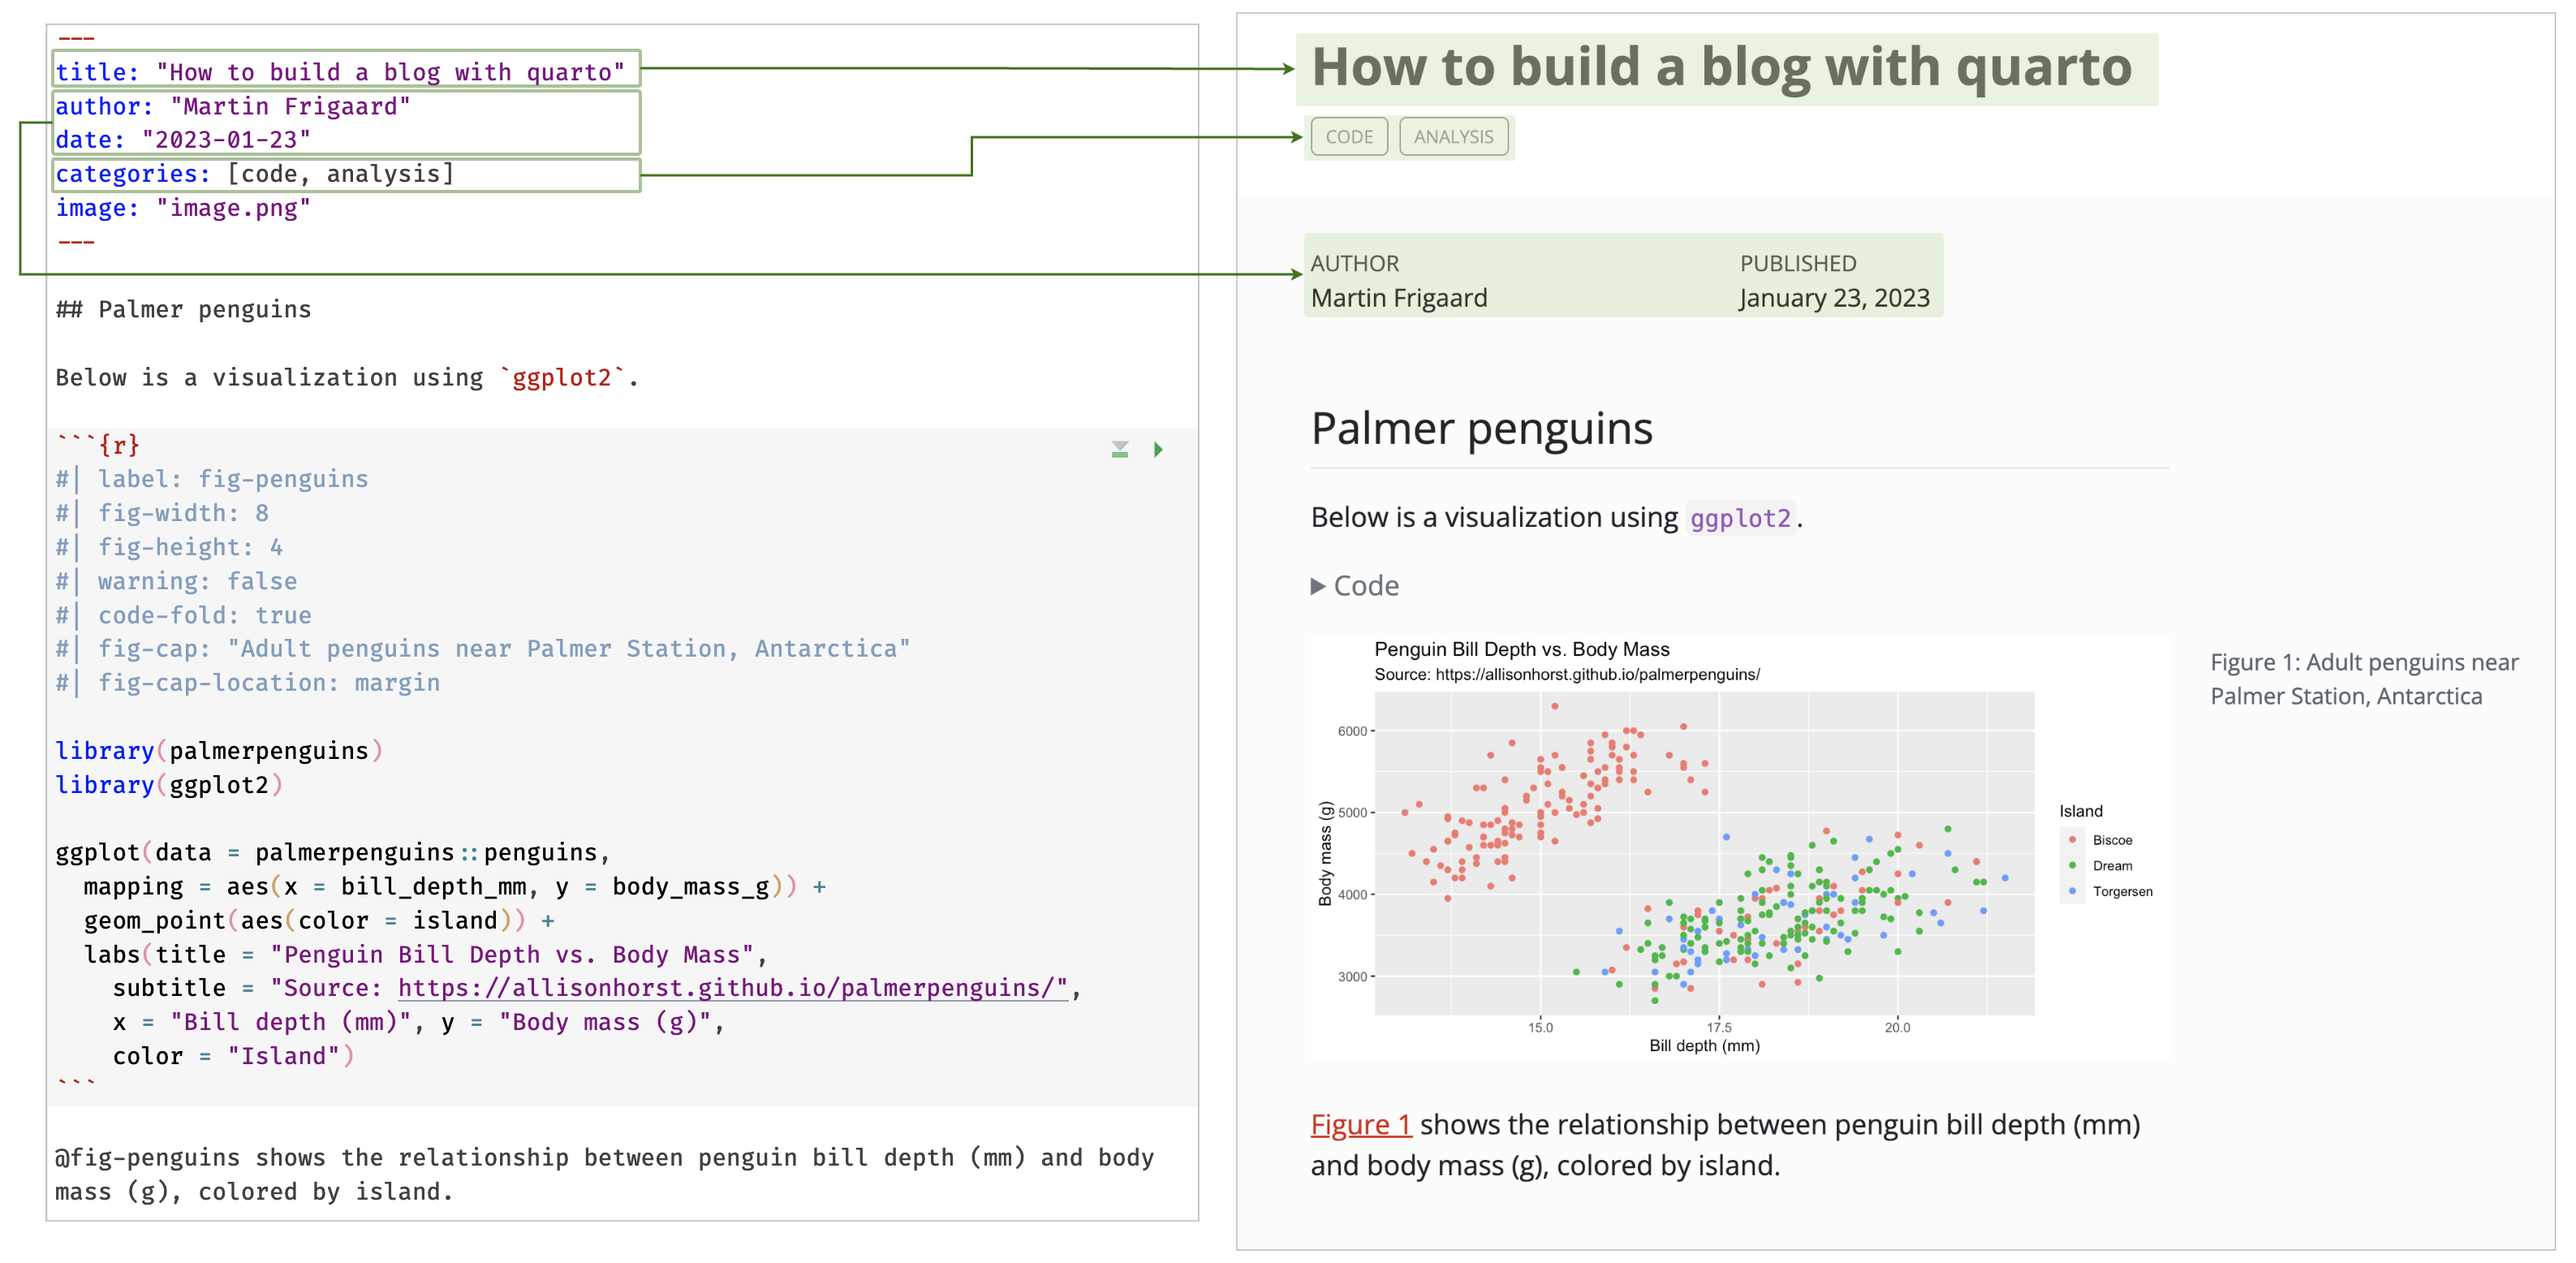 ---
title: "How to build a blog with quarto"
author: "Martin Frigaard"
date: "2023-01-23"
categories: [code, analysis]
image: "image.png"
---
## Palmer penguins
Below is a visualization using `ggplot2`.
```{r}
#| label: fig-penguins
#| fig-width: 8
#| fig-height: 4
#| warning: false
#| code-fold: true
#| fig-cap: "Adult penguins near Palmer Station, Antarctica"
#| fig-cap-location: margin
library(palmerpenguins)
library(ggplot2)
ggplot(data = palmerpenguins::penguins,
  mapping = aes(x = bill_depth_mm, y = body_mass_g)) +
  geom_point(aes(color = island)) +
  labs(title = "Penguin Bill Depth vs. Body Mass",
    subtitle = "Source: https://allisonhorst.github.io/palmerpenguins/",
    x = "Bill depth (mm)", y = "Body mass (g)",
    color = "Island")
```
@fig-penguins shows the relationship between penguin bill depth (mm) and body
mass (g), colored by island.
How to build a blog with quarto
CODE ANALYSIS
AUTHOR PUBLISHED
Martin Frigaard January 23, 2023
Palmer penguins
Below is a visualization using ggplot2.
▶ Code
Penguin Bill Depth vs. Body Mass
Source: https://allisonhorst.github.io/palmerpenguins/
Figure 1: Adult penguins near
Palmer Station, Antarctica
6000
5000
4000
3000
Body mass (g)
15.0 17.5 20.0
Bill depth (mm)
Island
Biscoe
Dream
Torgersen
Figure 1 shows the relationship between penguin bill depth (mm)
and body mass (g), colored by island.